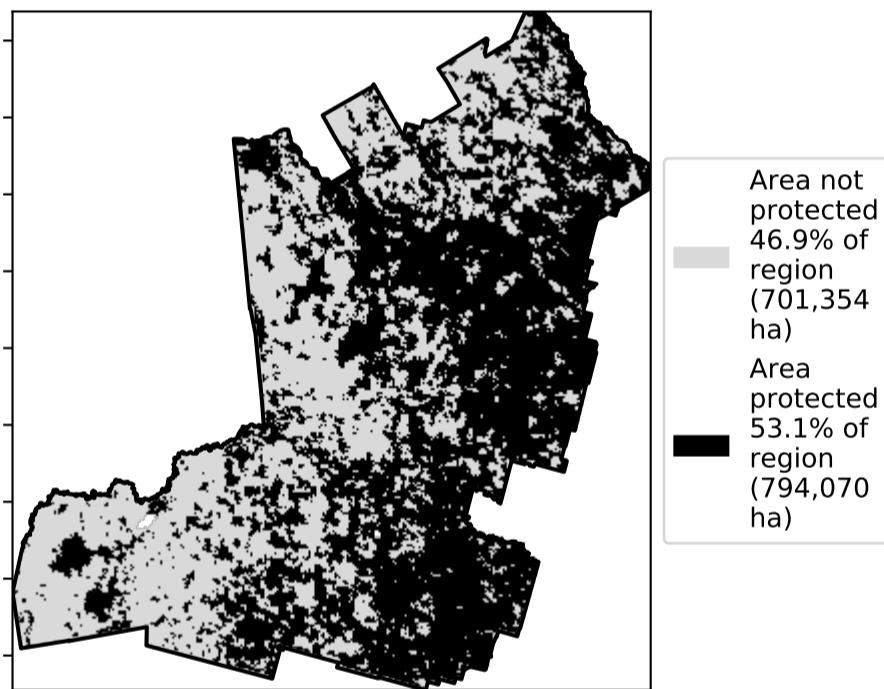 Area not
protected
46.9% of
region
(701,354
ha)
Area
protected
53.1% of
region
(794,070
ha)